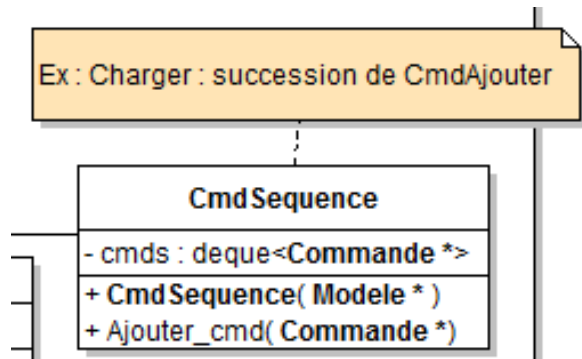 Ex : Charger : succession de CmdAjouter
CmdSequence
- cmds : deque<Commande *>
+ CmdSequence( Modele * )
+ Ajouter_cmd( Commande *)